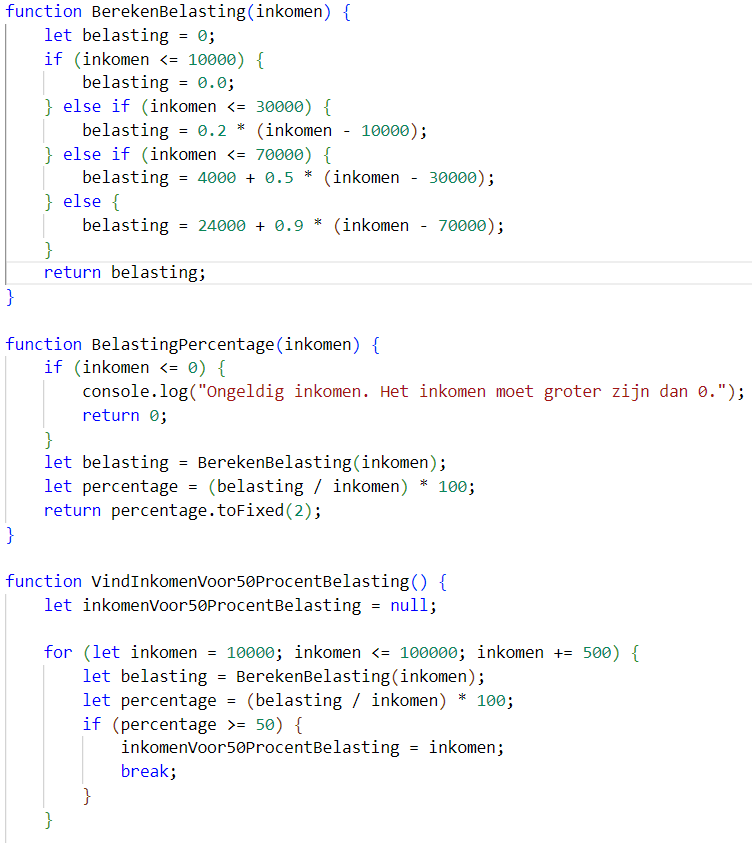 function BerekenBelasting(inkomen) {
    let belasting = 0;
    if (inkomen <= 10000) {
        belasting = 0.0;
    } else if (inkomen <= 30000) {
        belasting = 0.2 * (inkomen - 10000);
    } else if (inkomen <= 70000) {
        belasting = 4000 + 0.5 * (inkomen - 30000);
    } else {
        belasting = 24000 + 0.9 * (inkomen - 70000);
    }
    return belasting;
}

function BelastingPercentage(inkomen) {
    if (inkomen <= 0) {
        console.log("Ongeldig inkomen. Het inkomen moet groter zijn dan 0.");
        return 0;
    }
    let belasting = BerekenBelasting(inkomen);
    let percentage = (belasting / inkomen) * 100;
    return percentage.toFixed(2);
}

function VindInkomenVoor50ProcentBelasting() {
    let inkomenVoor50ProcentBelasting = null;

    for (let inkomen = 10000; inkomen <= 100000; inkomen += 500) {
        let belasting = BerekenBelasting(inkomen);
        let percentage = (belasting / inkomen) * 100;
        if (percentage >= 50) {
            inkomenVoor50ProcentBelasting = inkomen;
            break;
        }
    }